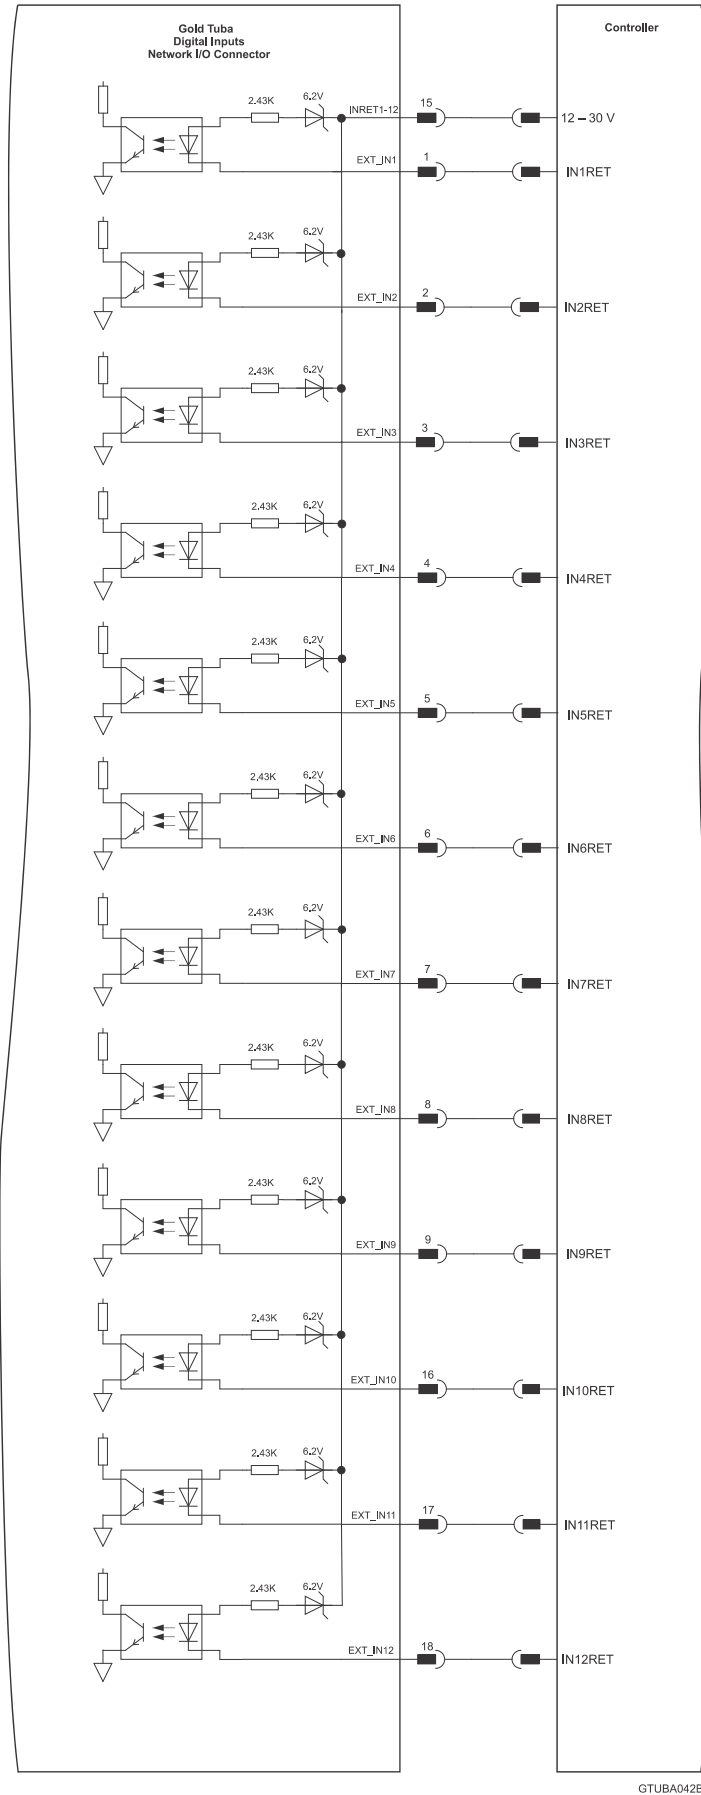 Gold Tuba
Digital Inputs
Network I/O Connector
Controller
2.43K 6.2V INRET1-12 15 12 – 30 V
EXT_IN1 1 IN1RET
2.43K 6.2V
EXT_IN2 2 IN2RET
2.43K 6.2V
EXT_IN3 3 IN3RET
2.43K 6.2V
EXT_IN4 4 IN4RET
2.43K 6.2V
EXT_IN5 5 IN5RET
2.43K 6.2V
EXT_IN6 6 IN6RET
2.43K 6.2V
EXT_IN7 7 IN7RET
2.43K 6.2V
EXT_IN8 8 IN8RET
2.43K 6.2V
EXT_IN9 9 IN9RET
2.43K 6.2V
EXT_IN10 16 IN10RET
2.43K 6.2V
EXT_IN11 17 IN11RET
2.43K 6.2V
EXT_IN12 18 IN12RET
GTUBA042B